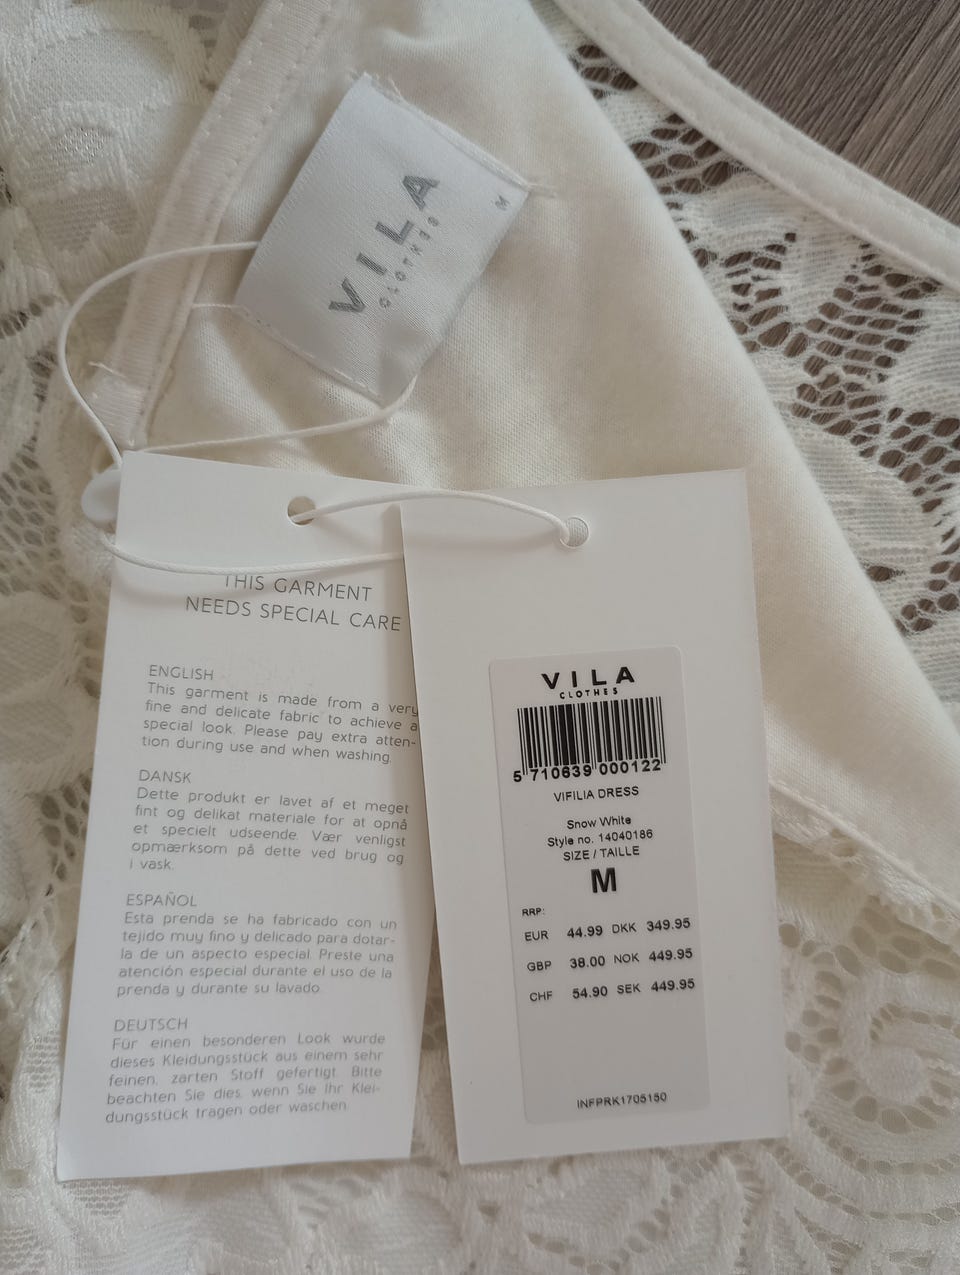 VILA
CLOTHES
M
THIS GARMENT
NEEDS SPECIAL CARE
ENGLISH
This garment is made from a very
fine and delicate fabric to achieve a
special look. Please pay extra atten-
tion during use and when washing.
DANSK
Dette produkt er lavet af et meget
fint og delikat materiale for at opnå
et specielt udseende. Vær venligst
opmærksom på dette ved brug og
i vask.
ESPAÑOL
Esta prenda se ha fabricado con un
tejido muy fino y delicado para dotar-
la de un aspecto especial. Preste una
atención especial durante el uso de la
prenda y durante su lavado.
DEUTSCH
Für einen besonderen Look wurde
dieses Kleidungsstück aus einem sehr
feinen, zarten Stoff gefertigt. Bitte
beachten Sie dies, wenn Sie Ihr Klei-
dungsstück tragen oder waschen.
VILA
CLOTHES
5 710639 000122
VIFILIA DRESS
Snow White
Style no. 14040186
SIZE / TAILLE
M
RRP:
EUR 44.99 DKK 349.95
GBP 38.00 NOK 449.95
CHF 54.90 SEK 449.95
INFPRK1705150